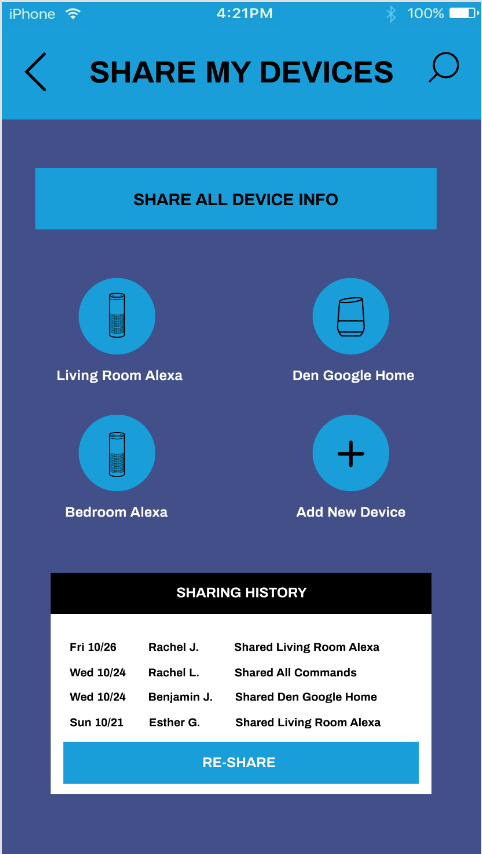 iPhone 4:21PM 100%
SHARE MY DEVICES
SHARE ALL DEVICE INFO
Living Room Alexa Den Google Home
Bedroom Alexa Add New Device
SHARING HISTORY
Fri 10/26 Rachel J. Shared Living Room Alexa
Wed 10/24 Rachel L. Shared All Commands
Wed 10/24 Benjamin J. Shared Den Google Home
Sun 10/21 Esther G. Shared Living Room Alexa
RE-SHARE